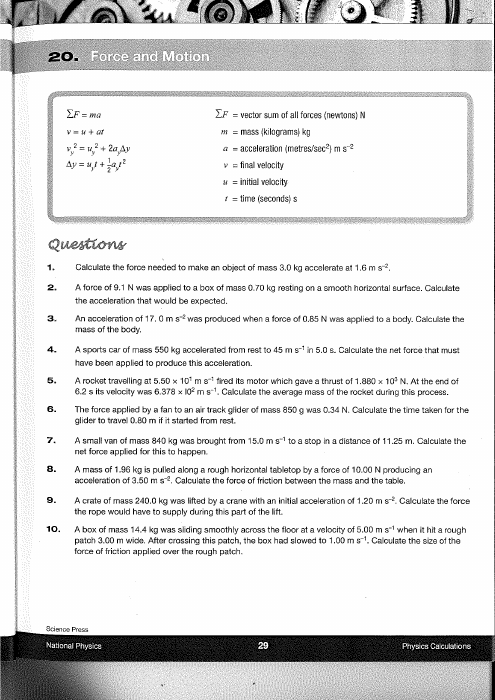 20. Force and Motion
ΣF = ma
ΣF = vector sum of all forces (newtons) N
v = u + at
m = mass (kilograms) kg
v_y² = u_y² + 2a_yΔy
a = acceleration (metres/sec²) m s⁻²
Δy = u_yt + ½a_yt²
v = final velocity
u = initial velocity
t = time (seconds) s
Questions
1. Calculate the force needed to make an object of mass 3.0 kg accelerate at 1.6 m s⁻².
2. A force of 9.1 N was applied to a box of mass 0.70 kg resting on a smooth horizontal surface. Calculate
the acceleration that would be expected.
3. An acceleration of 17. 0 m s⁻² was produced when a force of 0.85 N was applied to a body. Calculate the
mass of the body.
4. A sports car of mass 550 kg accelerated from rest to 45 m s⁻¹ in 5.0 s. Calculate the net force that must
have been applied to produce this acceleration.
5. A rocket travelling at 5.50 × 10¹ m s⁻¹ fired its motor which gave a thrust of 1.880 × 10³ N. At the end of
6.2 s its velocity was 6.378 × l0² m s⁻¹. Calculate the average mass of the rocket during this process.
6. The force applied by a fan to an air track glider of mass 850 g was 0.34 N. Calculate the time taken for the
glider to travel 0.80 m if it started from rest.
7. A small van of mass 840 kg was brought from 15.0 m s⁻¹ to a stop in a distance of 11.25 m. Calculate the
net force applied for this to happen.
8. A mass of 1.96 kg is pulled along a rough horizontal tabletop by a force of 10.00 N producing an
acceleration of 3.50 m s⁻². Calculate the force of friction between the mass and the table.
9. A crate of mass 240.0 kg was lifted by a crane with an initial acceleration of 1.20 m s⁻². Calculate the force
the rope would have to supply during this part of the lift.
10. A box of mass 14.4 kg was sliding smoothly across the floor at a velocity of 5.00 m s⁻¹ when it hit a rough
patch 3.00 m wide. After crossing this patch, the box had slowed to 1.00 m s⁻¹. Calculate the size of the
force of friction applied over the rough patch.
Science Press
National Physics
29
Physics Calculations